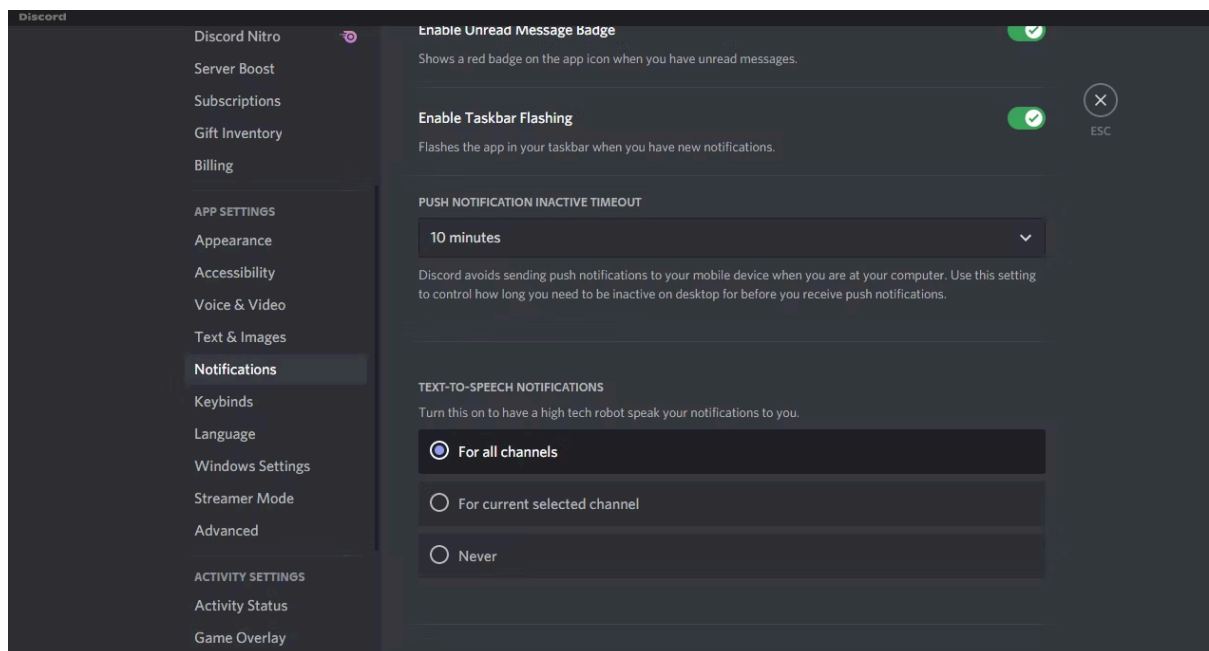 Discord
Discord Nitro
Server Boost
Subscriptions
Gift Inventory
Billing
APP SETTINGS
Appearance
Accessibility
Voice & Video
Text & Images
Notifications
Keybinds
Language
Windows Settings
Streamer Mode
Advanced
ACTIVITY SETTINGS
Activity Status
Game Overlay
Enable Unread Message Badge
Shows a red badge on the app icon when you have unread messages.
Enable Taskbar Flashing
Flashes the app in your taskbar when you have new notifications.
PUSH NOTIFICATION INACTIVE TIMEOUT
10 minutes
Discord avoids sending push notifications to your mobile device when you are at your computer. Use this setting
to control how long you need to be inactive on desktop for before you receive push notifications.
TEXT-TO-SPEECH NOTIFICATIONS
Turn this on to have a high tech robot speak your notifications to you.
For all channels
For current selected channel
Never
ESC